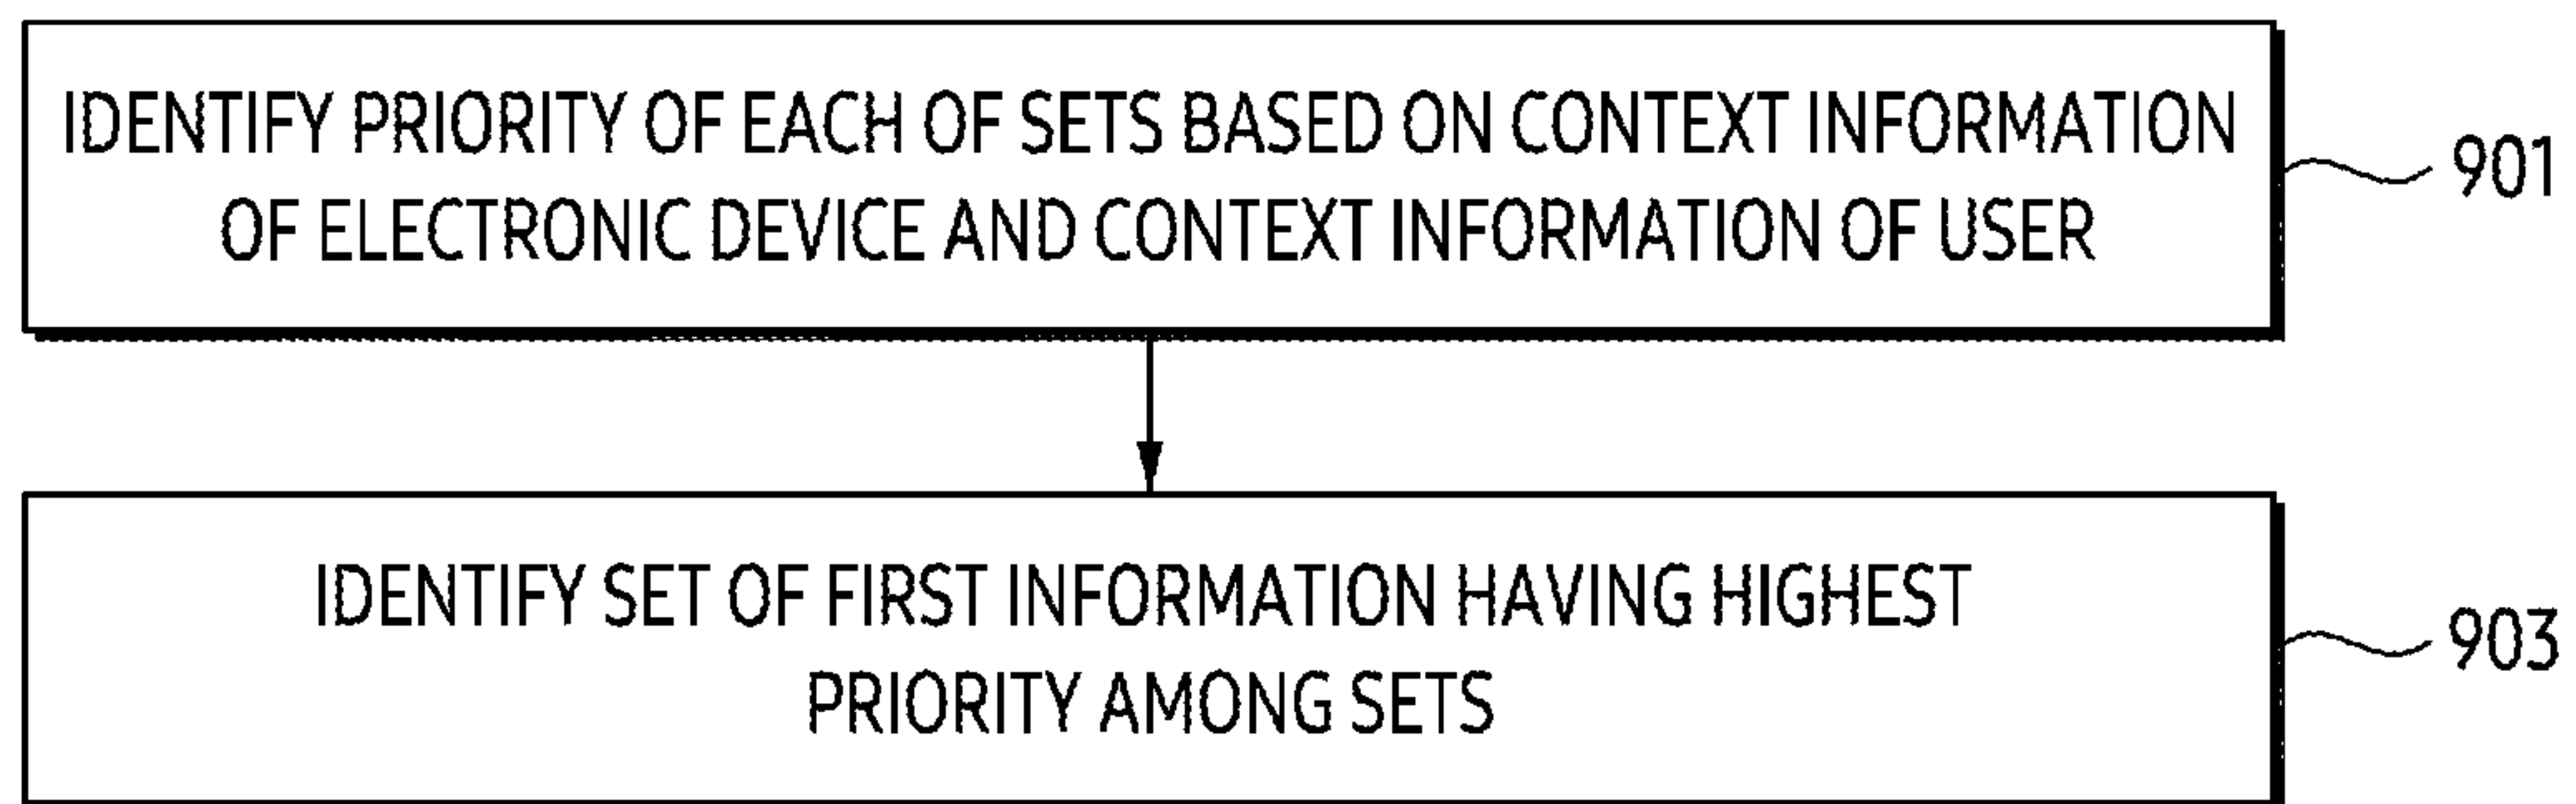 IDENTIFY PRIORITY OF EACH OF SETS BASED ON CONTEXT INFORMATION
OF ELECTRONIC DEVICE AND CONTEXT INFORMATION OF USER
901
IDENTIFY SET OF FIRST INFORMATION HAVING HIGHEST
PRIORITY AMONG SETS
903